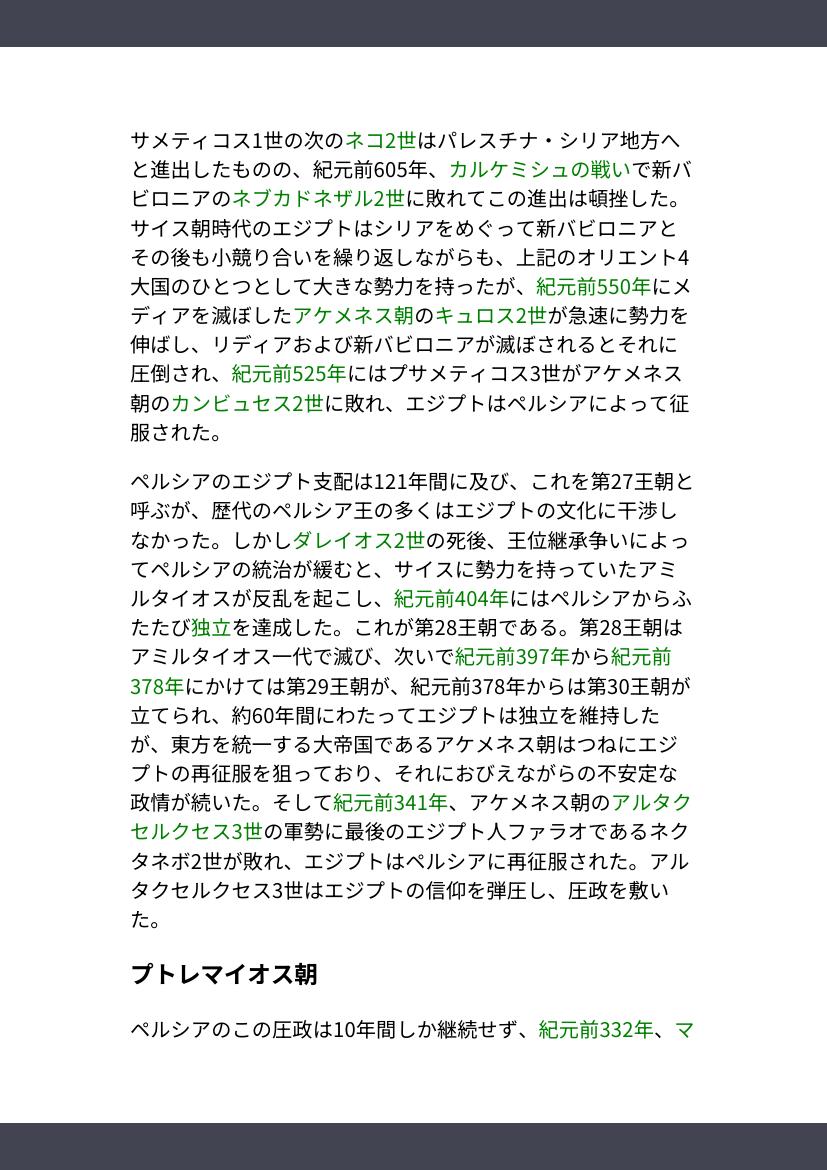 サメティコス1世の次のネコ2世はパレスチナ・シリア地方へ
と進出したものの、紀元前605年、カルケミシュの戦いで新バ
ビロニアのネブカドネザル2世に敗れてこの進出は頓挫した。
サイス朝時代のエジプトはシリアをめぐって新バビロニアと
その後も小競り合いを繰り返しながらも、上記のオリエント4
大国のひとつとして大きな勢力を持ったが、紀元前550年にメ
ディアを滅ぼしたアケメネス朝のキュロス2世が急速に勢力を
伸ばし、リディアおよび新バビロニアが滅ぼされるとそれに
圧倒され、紀元前525年にはプサメティコス3世がアケメネス
朝のカンビュセス2世に敗れ、エジプトはペルシアによって征
服された。
ペルシアのエジプト支配は121年間に及び、これを第27王朝と
呼ぶが、歴代のペルシア王の多くはエジプトの文化に干渉し
なかった。しかしダレイオス2世の死後、王位継承争いによっ
てペルシアの統治が緩むと、サイスに勢力を持っていたアミ
ルタイオスが反乱を起こし、紀元前404年にはペルシアからふ
たたび独立を達成した。これが第28王朝である。第28王朝は
アミルタイオス一代で滅び、次いで紀元前397年から紀元前
378年にかけては第29王朝が、紀元前378年からは第30王朝が
立てられ、約60年間にわたってエジプトは独立を維持した
が、東方を統一する大帝国であるアケメネス朝はつねにエジ
プトの再征服を狙っており、それにおびえながらの不安定な
政情が続いた。そして紀元前341年、アケメネス朝のアルタク
セルクセス3世の軍勢に最後のエジプト人ファラオであるネク
タネボ2世が敗れ、エジプトはペルシアに再征服された。アル
タクセルクセス3世はエジプトの信仰を弾圧し、圧政を敷い
た。
プトレマイオス朝
ペルシアのこの圧政は10年間しか継続せず、紀元前332年、マ